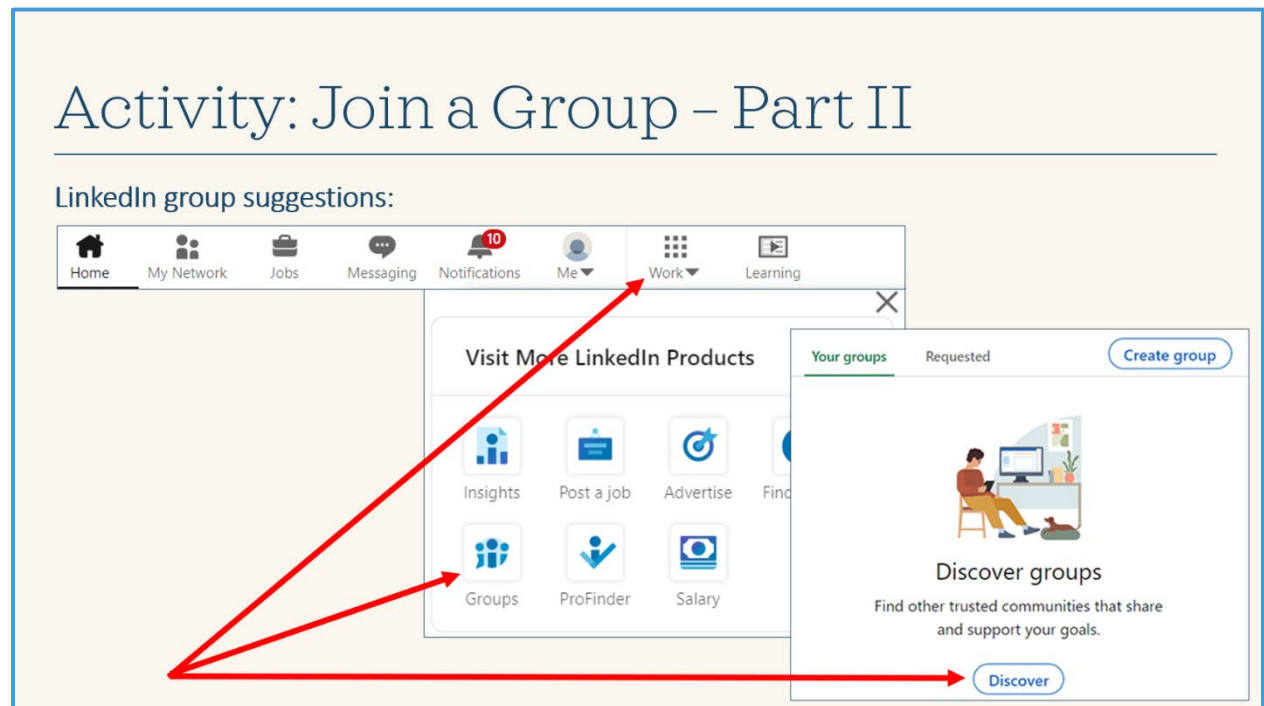 Activity: Join a Group – Part II
LinkedIn group suggestions:
10
Home My Network Jobs Messaging Notifications Me Work Learning
Visit More LinkedIn Products
Insights Post a job Advertise
Groups ProFinder Salary
Your groups Requested Create group
Discover groups
Find other trusted communities that share
and support your goals.
Discover